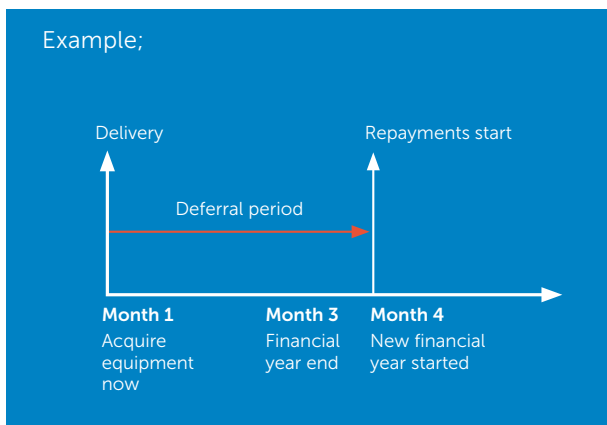 Example;
Delivery
Repayments start
Deferral period
Month 1
Acquire
equipment
now
Month 3
Financial
year end
Month 4
New financial
year started